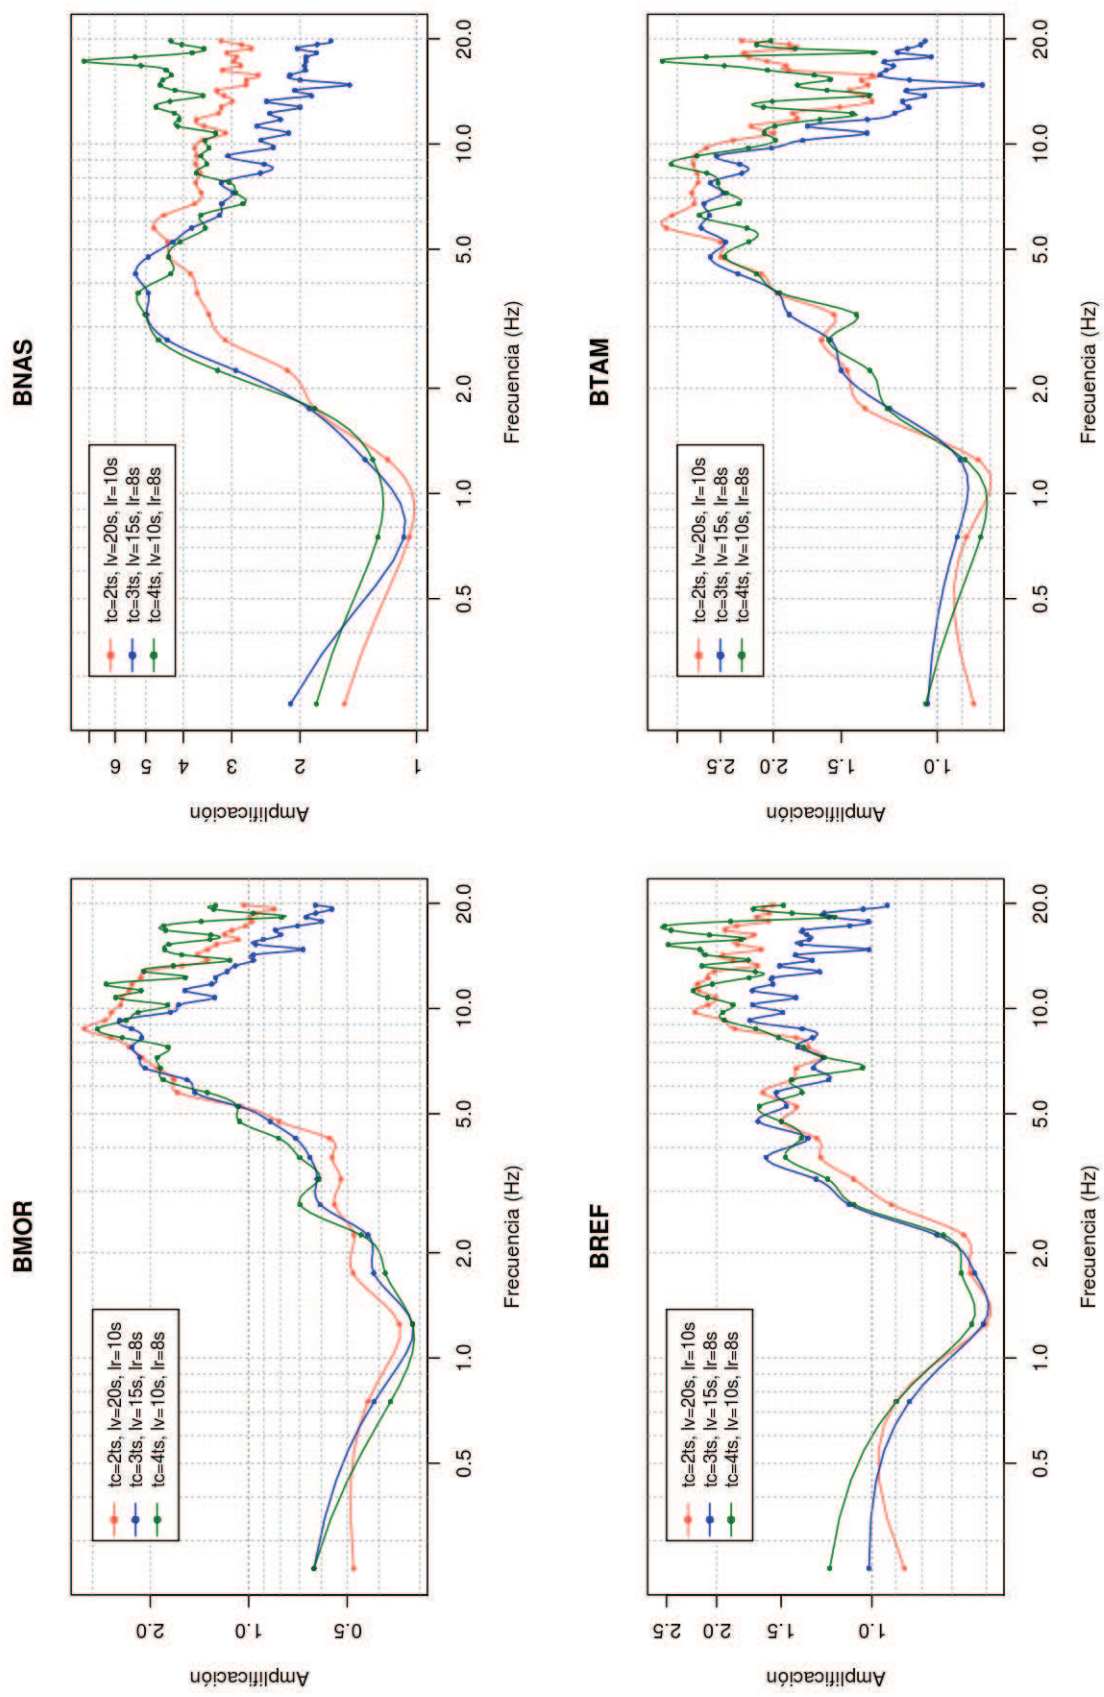 BMOR
Amplificación
2.0
1.0
0.5
tc=2ts, lv=20s, lr=10s
tc=3ts, lv=15s, lr=8s
tc=4ts, lv=10s, lr=8s
0.5 1.0 2.0 5.0 10.0 20.0
Frecuencia (Hz)
BNAS
Amplificación
6
5
4
3
2
1
tc=2ts, lv=20s, lr=10s
tc=3ts, lv=15s, lr=8s
tc=4ts, lv=10s, lr=8s
0.5 1.0 2.0 5.0 10.0 20.0
Frecuencia (Hz)
BREF
Amplificación
2.5
2.0
1.5
1.0
tc=2ts, lv=20s, lr=10s
tc=3ts, lv=15s, lr=8s
tc=4ts, lv=10s, lr=8s
0.5 1.0 2.0 5.0 10.0 20.0
Frecuencia (Hz)
BTAM
Amplificación
2.5
2.0
1.5
1.0
tc=2ts, lv=20s, lr=10s
tc=3ts, lv=15s, lr=8s
tc=4ts, lv=10s, lr=8s
0.5 1.0 2.0 5.0 10.0 20.0
Frecuencia (Hz)